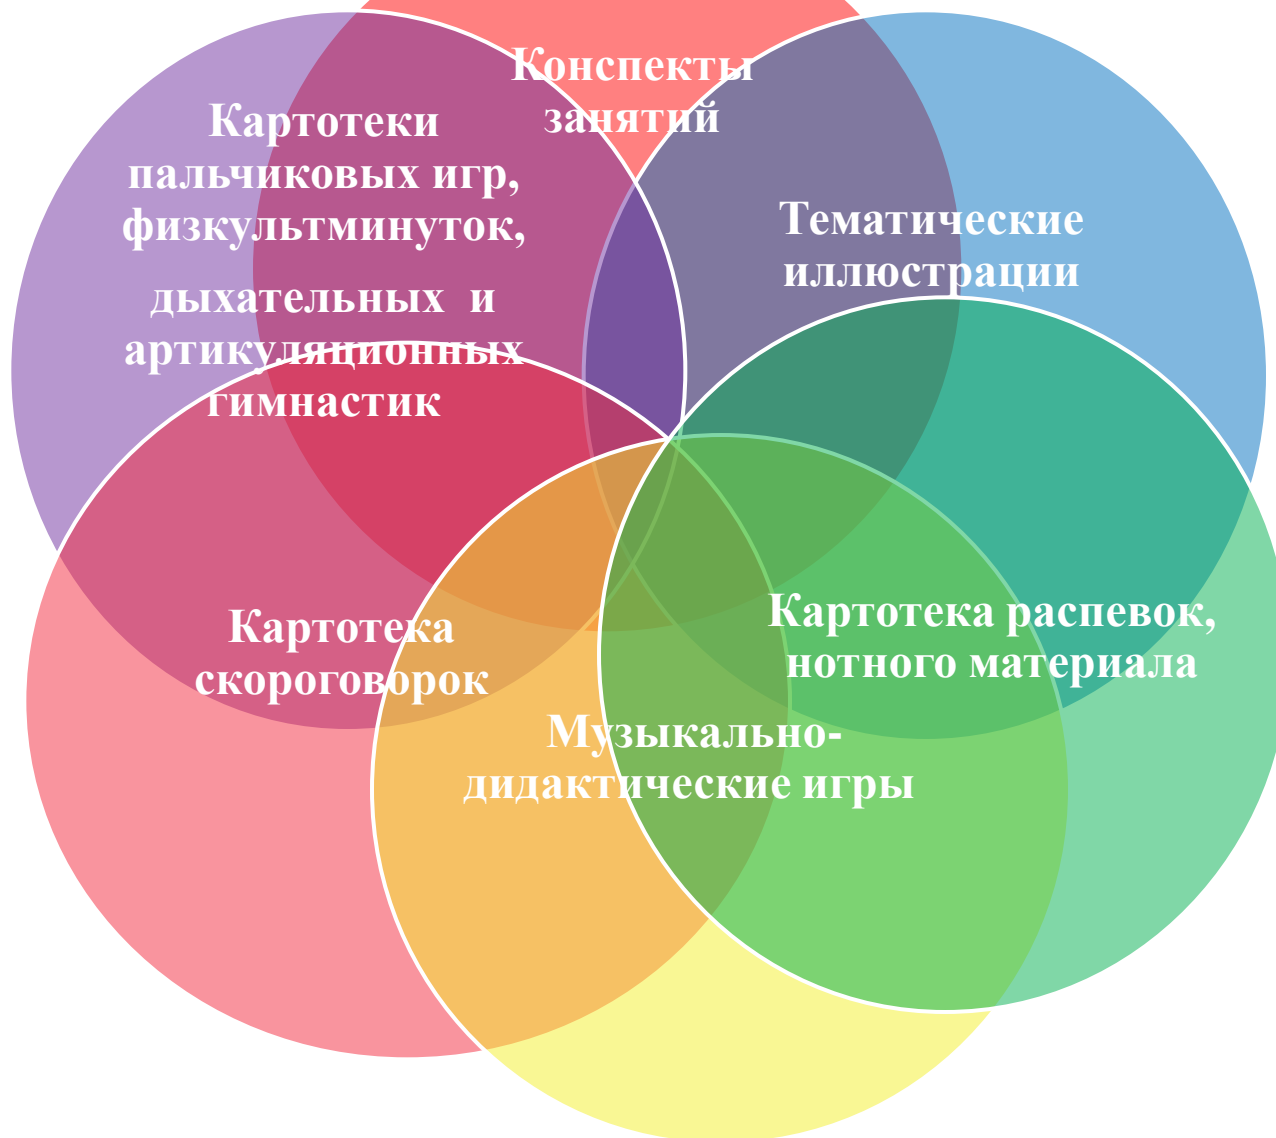 Конспекты
занятий
Картотеки
пальчиковых игр,
физкультминуток,
дыхательных и
артикуляционных
гимнастик
Тематические
иллюстрации
Картотека
скороговорок
Картотека распевок,
нотного материала
Музыкально-
дидактические игры